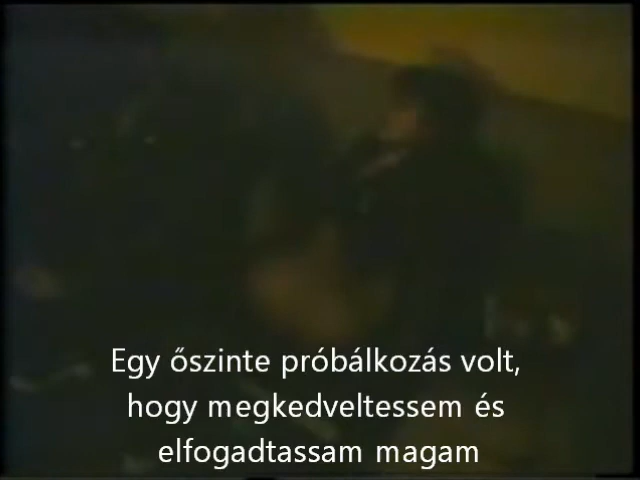 Egy őszinte próbálkozás volt,
hogy megkedveltessem és
elfogadtassam magam